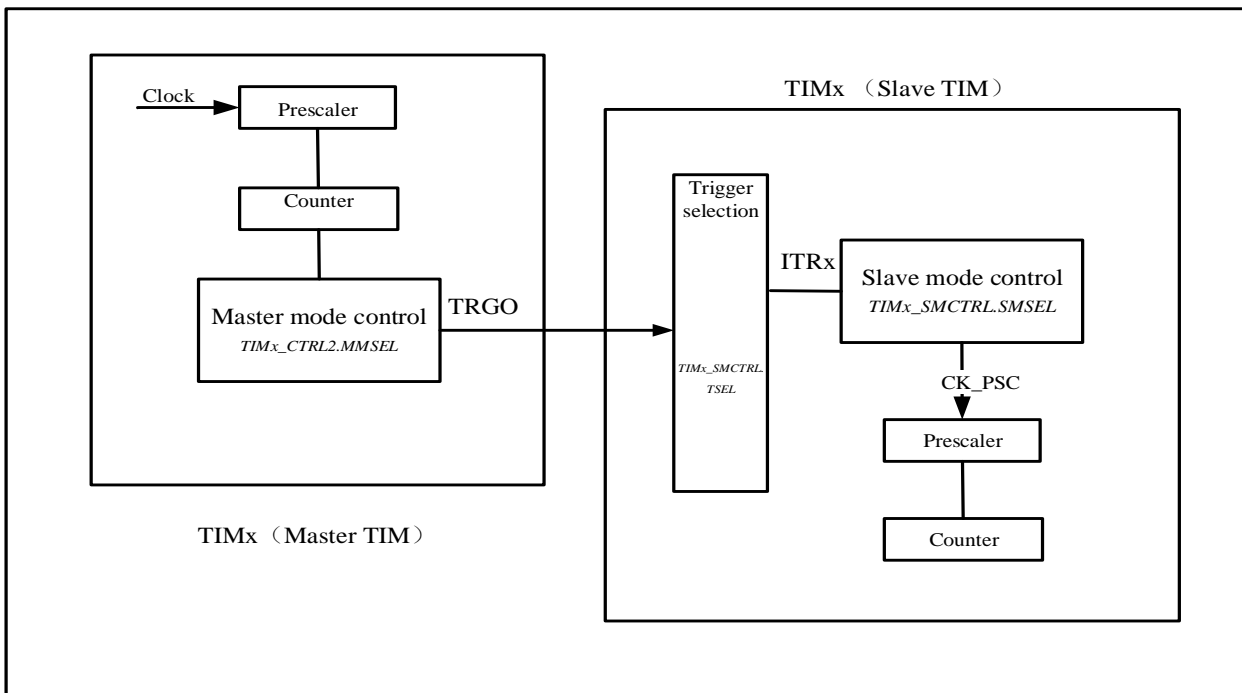 Clock
Prescaler
Counter
Master mode control
TIMx_CTRL2.MMSEL
TRGO
TIMx （Master TIM）
TIMx （Slave TIM）
Trigger
selection
TIMx_SMCTRL.
TSEL
ITRx
Slave mode control
TIMx_SMCTRL.SMSEL
CK_PSC
Prescaler
Counter